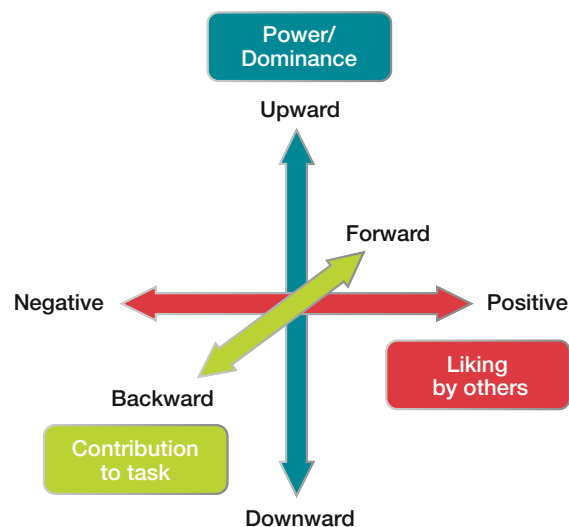 Power/
Dominance
Upward
Forward
Negative
Positive
Liking
by others
Backward
Contribution
to task
Downward